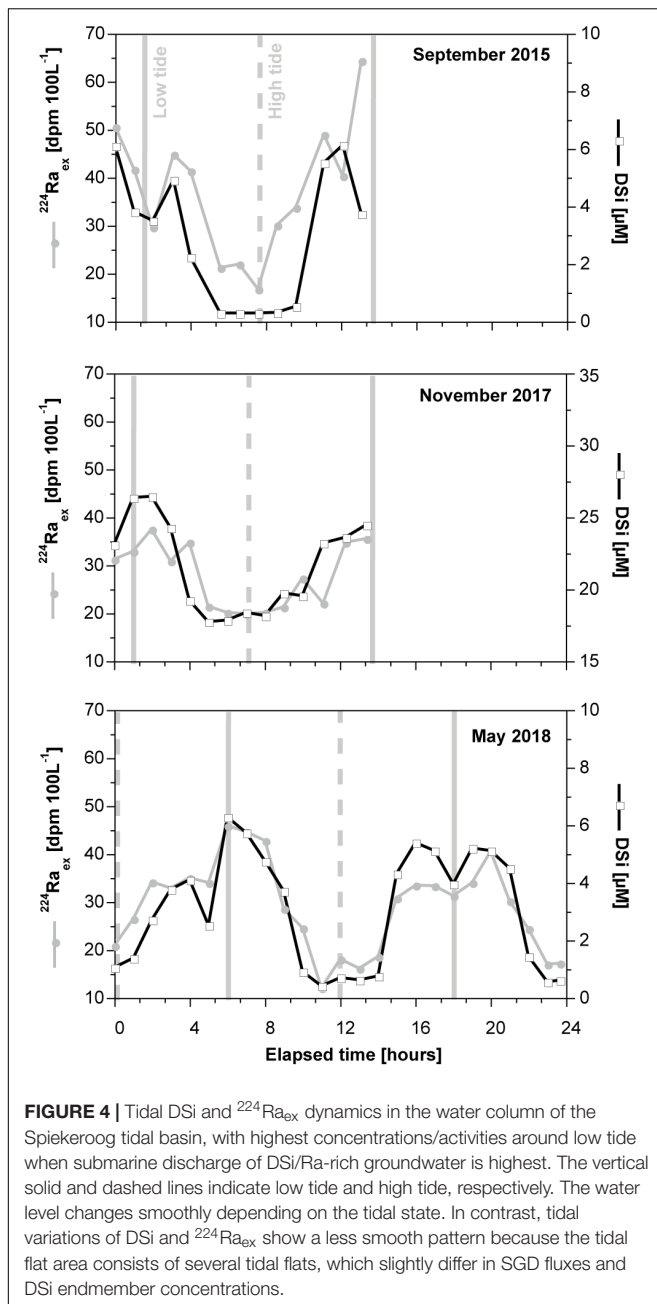 September 2015
Low tide
High tide
²²⁴Raₑₓ [dpm 100L⁻¹]
70
60
50
40
30
20
10
DSi [µM]
10
8
6
4
2
0
November 2017
²²⁴Raₑₓ [dpm 100L⁻¹]
70
60
50
40
30
20
10
DSi [µM]
35
30
25
20
15
May 2018
²²⁴Raₑₓ [dpm 100L⁻¹]
70
60
50
40
30
20
10
DSi [µM]
10
8
6
4
2
0
0 4 8 12 16 20 24
Elapsed time [hours]
FIGURE 4 | Tidal DSi and ²²⁴Raₑₓ dynamics in the water column of the
Spiekeroog tidal basin, with highest concentrations/activities around low tide
when submarine discharge of DSi/Ra-rich groundwater is highest. The vertical
solid and dashed lines indicate low tide and high tide, respectively. The water
level changes smoothly depending on the tidal state. In contrast, tidal
variations of DSi and ²²⁴Raₑₓ show a less smooth pattern because the tidal
flat area consists of several tidal flats, which slightly differ in SGD fluxes and
DSi endmember concentrations.